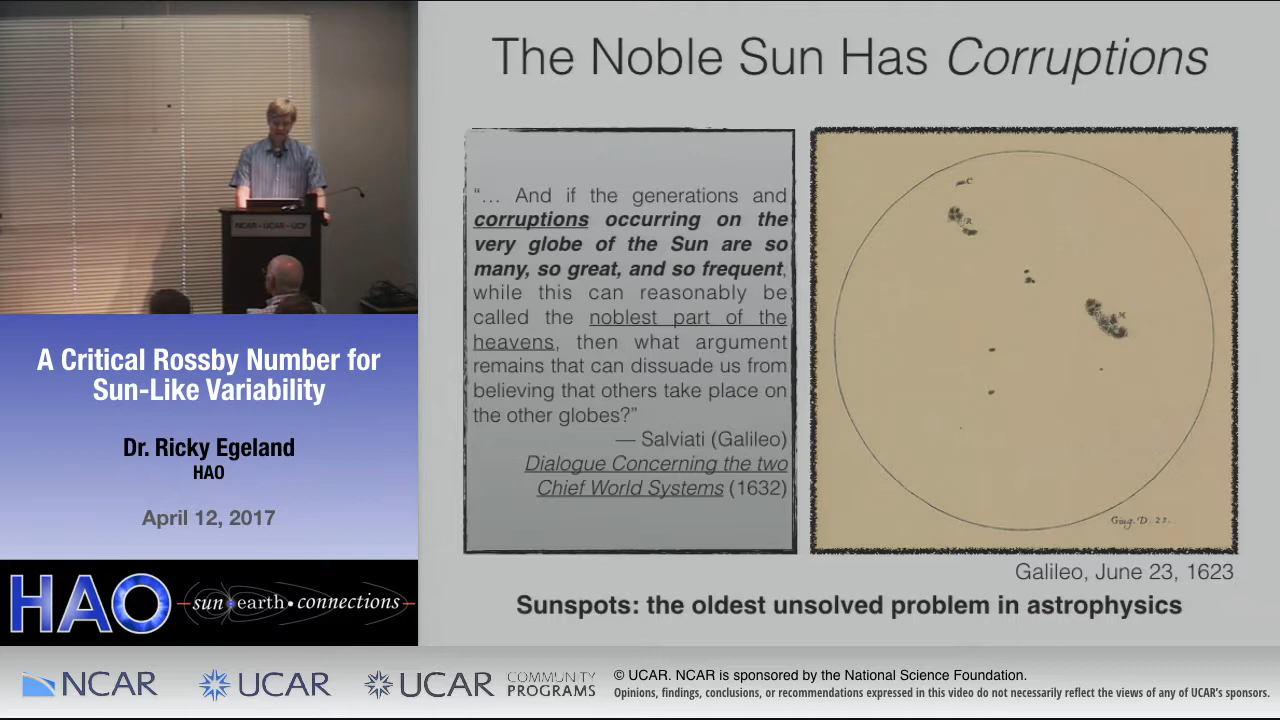 The Noble Sun Has Corruptions
“… And if the generations and
corruptions occurring on the
very globe of the Sun are so
many, so great, and so frequent,
while this can reasonably be
called the noblest part of the
heavens, then what argument
remains that can dissuade us from
believing that others take place on
the other globes?”
— Salviati (Galileo)
Dialogue Concerning the two
Chief World Systems (1632)
C
R
M
Giug. D. 23.
Galileo, June 23, 1623
Sunspots: the oldest unsolved problem in astrophysics
NCAR - UCAR - UCP
A Critical Rossby Number for
Sun-Like Variability
Dr. Ricky Egeland
HAO
April 12, 2017
HAO sun • earth • connections
NCAR UCAR UCAR COMMUNITY
PROGRAMS
© UCAR. NCAR is sponsored by the National Science Foundation.
Opinions, findings, conclusions, or recommendations expressed in this video do not necessarily reflect the views of any of UCAR's sponsors.